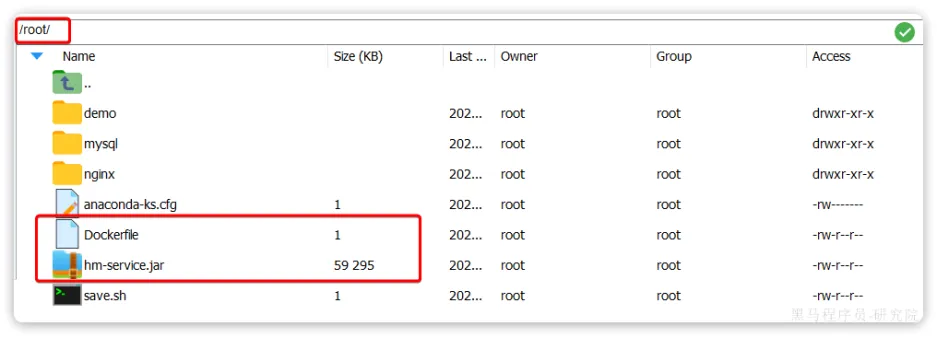 /root/
Name Size (KB) Last ... Owner Group Access
..
demo 202... root root drwxr-xr-x
mysql 202... root root drwxr-xr-x
nginx 202... root root drwxr-xr-x
anaconda-ks.cfg 1 202... root root -rw-------
Dockerfile 1 202... root root -rw-r--r--
hm-service.jar 59 295 202... root root -rw-r--r--
save.sh 1 202... root root -rw-r--r--
黑马程序员-研究院